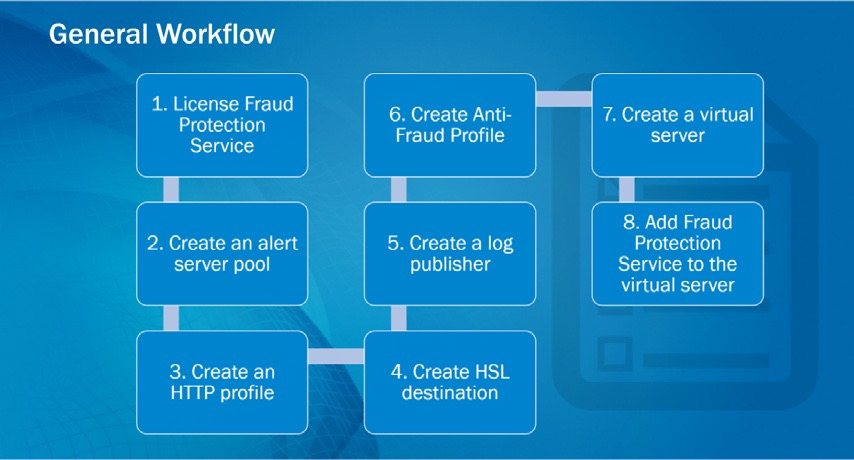 General Workflow
1. License Fraud
Protection
Service
2. Create an alert
server pool
3. Create an
HTTP profile
4. Create HSL
destination
5. Create a log
publisher
6. Create Anti-
Fraud Profile
7. Create a virtual
server
8. Add Fraud
Protection
Service to the
virtual server